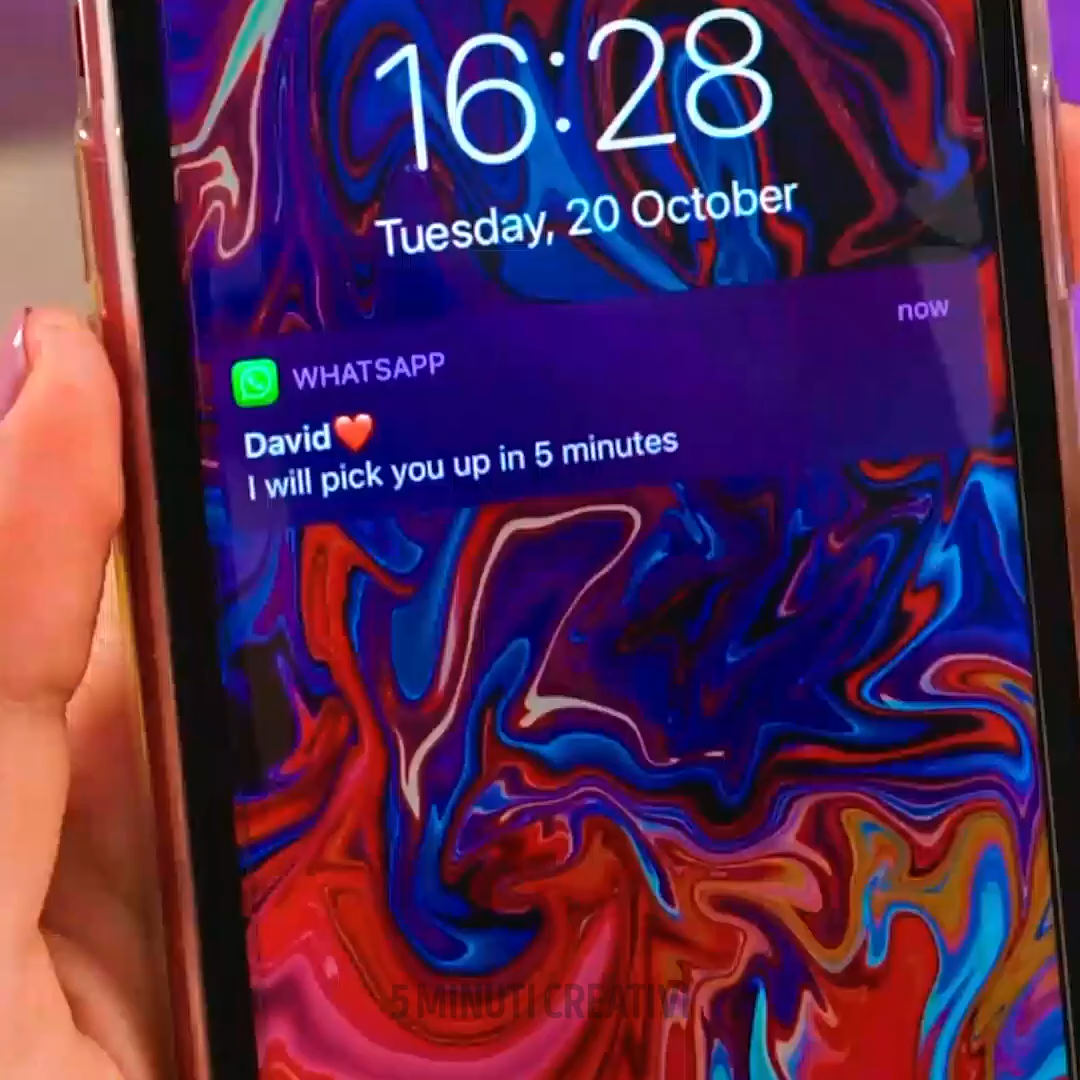 16:28
Tuesday, 20 October
now
WHATSAPP
David❤️
I will pick you up in 5 minutes
5 MINUTI CREATIVI